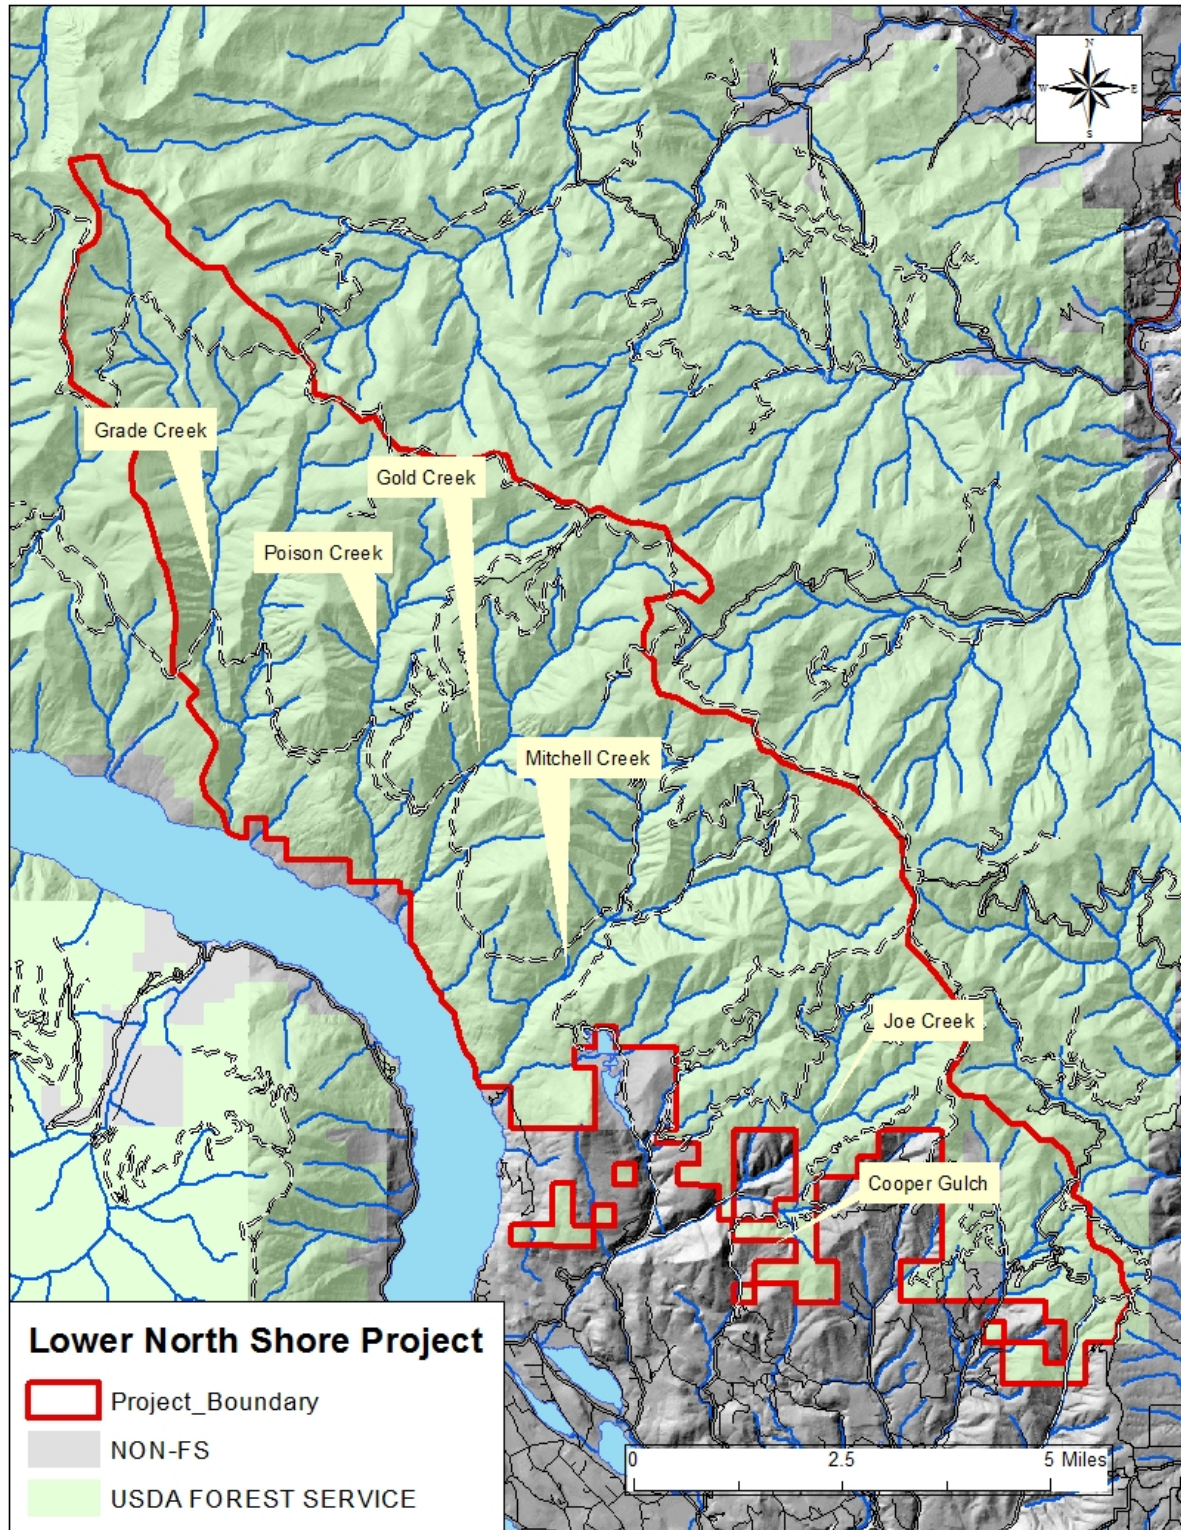 N
W E
S
Grade Creek
Gold Creek
Poison Creek
Mitchell Creek
Joe Creek
Cooper Gulch
Lower North Shore Project
Project_Boundary
NON-FS
USDA FOREST SERVICE
0 2.5 5 Miles